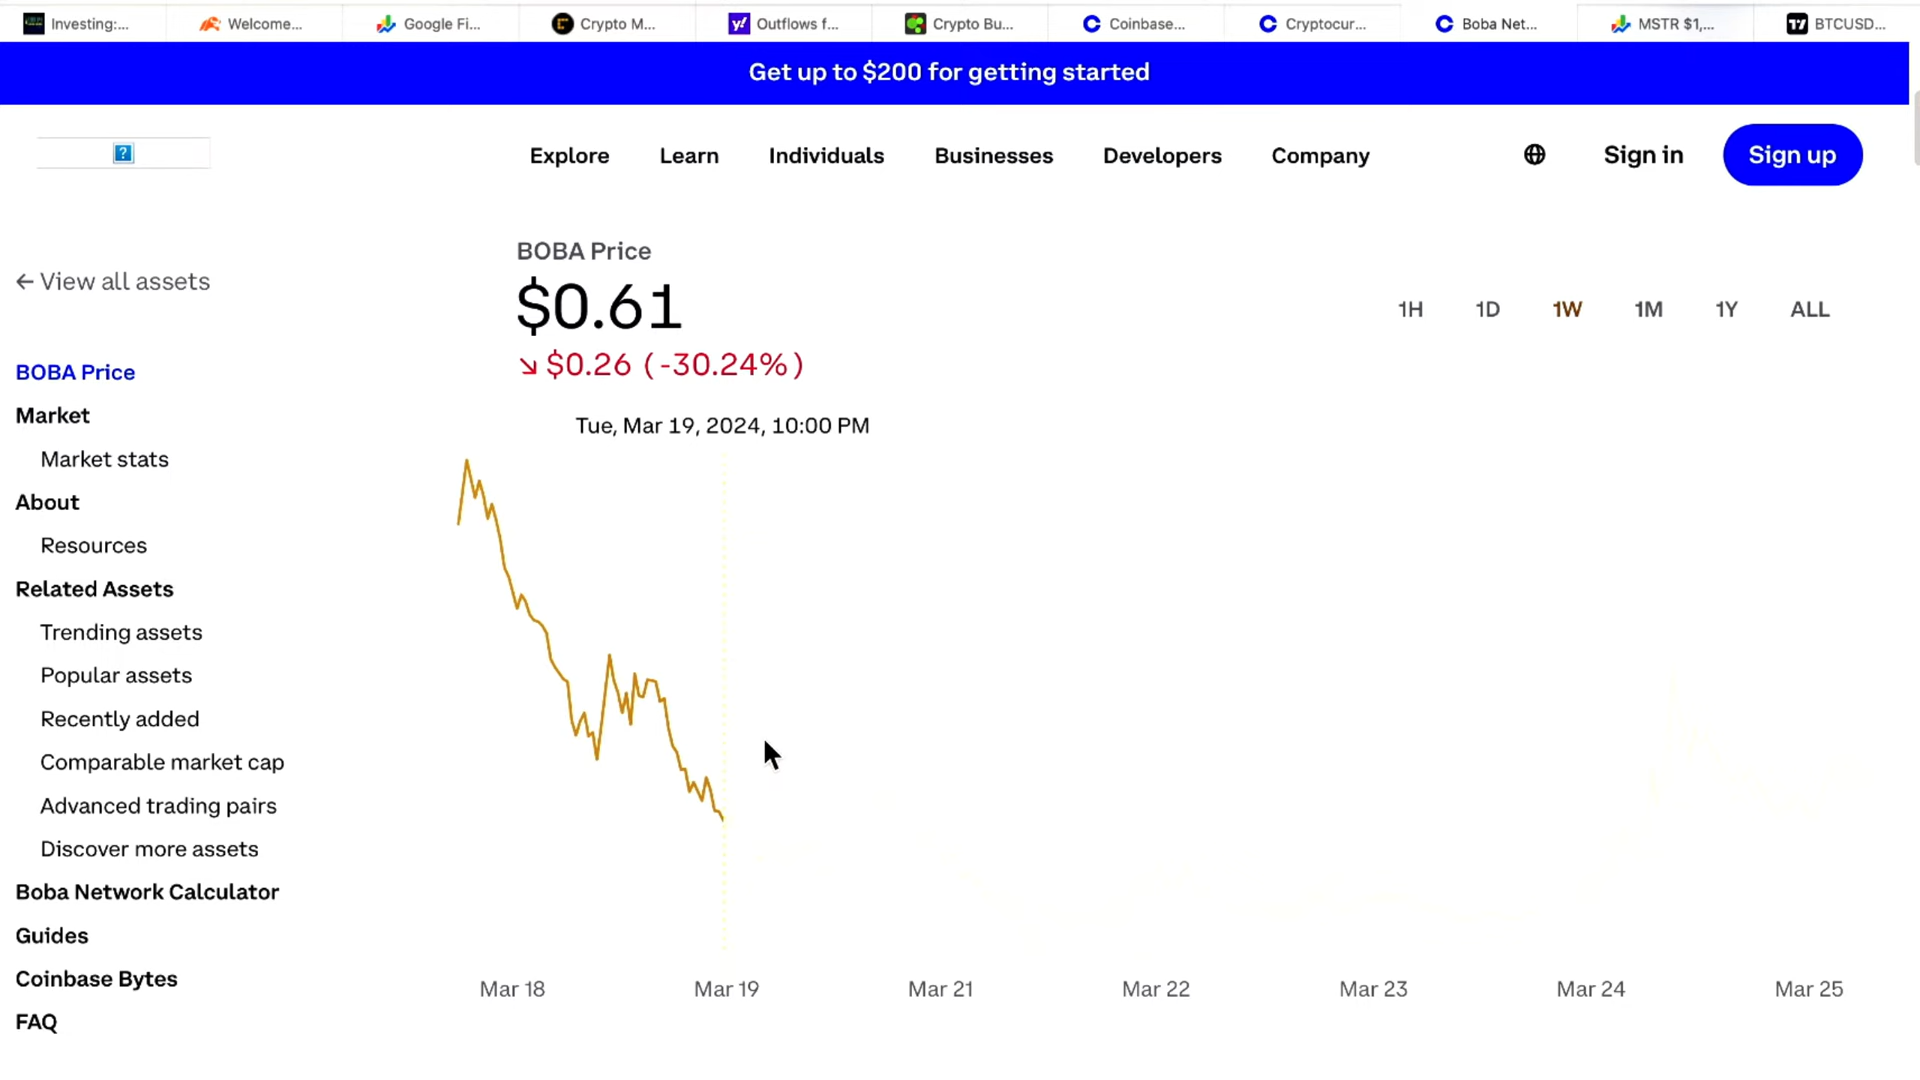 Investing:...
Welcome...
Google Fi...
Crypto M...
Outflows f...
Crypto Bu...
Coinbase...
Cryptocur...
Boba Net...
MSTR $1,...
BTCUSD...
Get up to $200 for getting started
Explore
Learn
Individuals
Businesses
Developers
Company
Sign in
Sign up
← View all assets
BOBA Price
Market
Market stats
About
Resources
Related Assets
Trending assets
Popular assets
Recently added
Comparable market cap
Advanced trading pairs
Discover more assets
Boba Network Calculator
Guides
Coinbase Bytes
FAQ
BOBA Price
$0.61
↘ $0.26 (-30.24%)
1H
1D
1W
1M
1Y
ALL
Tue, Mar 19, 2024, 10:00 PM
Mar 18
Mar 19
Mar 21
Mar 22
Mar 23
Mar 24
Mar 25